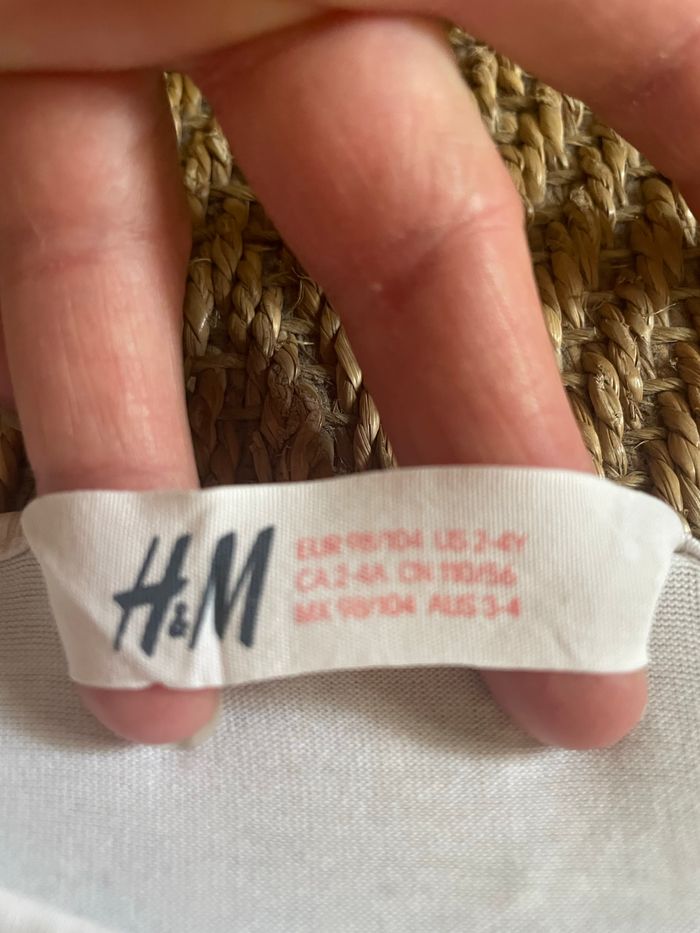 H&M
EUR 98/104 US 2-4Y
CA 2-4A CN 110/56
MX 98/104 AUS 3-4